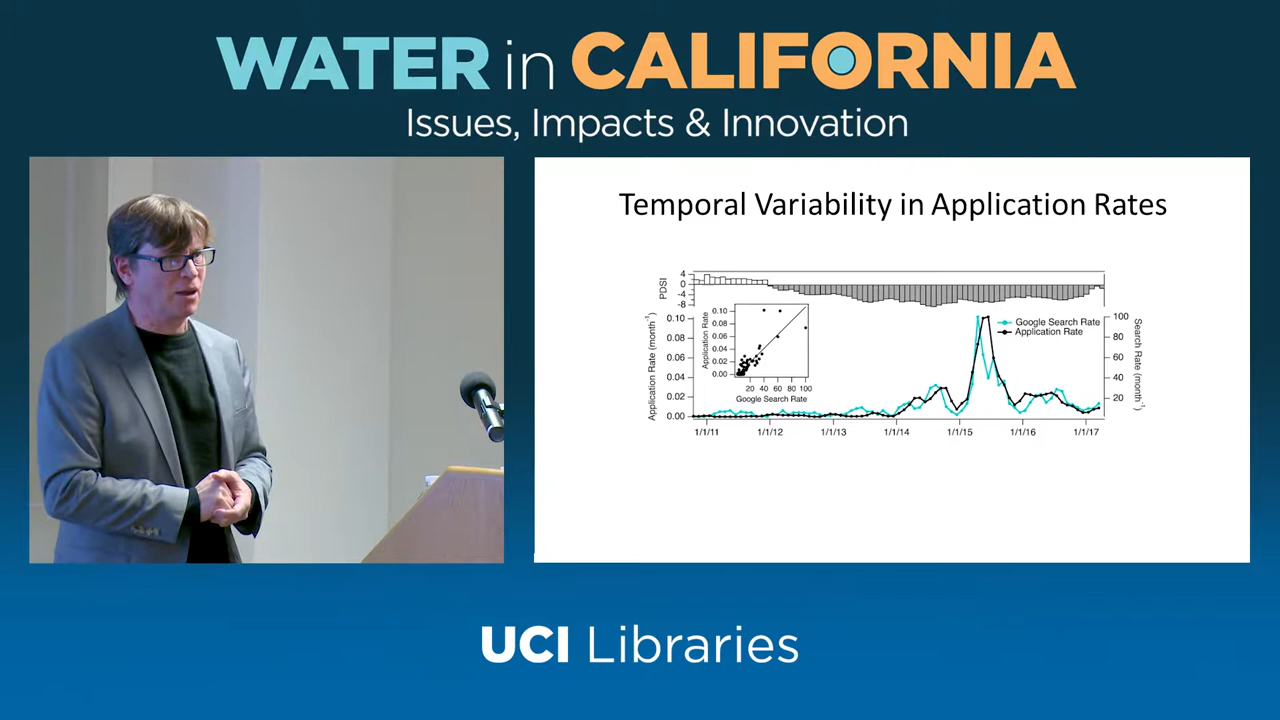 WATER in CALIFORNIA
Issues, Impacts & Innovation
Temporal Variability in Application Rates
PDSI
4
0
-4
-8
Application Rate (month⁻¹)
0.10
0.08
0.06
0.04
0.02
0.00
Application Rate
0.10
0.08
0.06
0.04
0.02
0.00
20 40 60 80 100
Google Search Rate
Google Search Rate
Application Rate
100
80
60
40
20
Search Rate (month⁻¹)
1/1/11 1/1/12 1/1/13 1/1/14 1/1/15 1/1/16 1/1/17
UCI Libraries